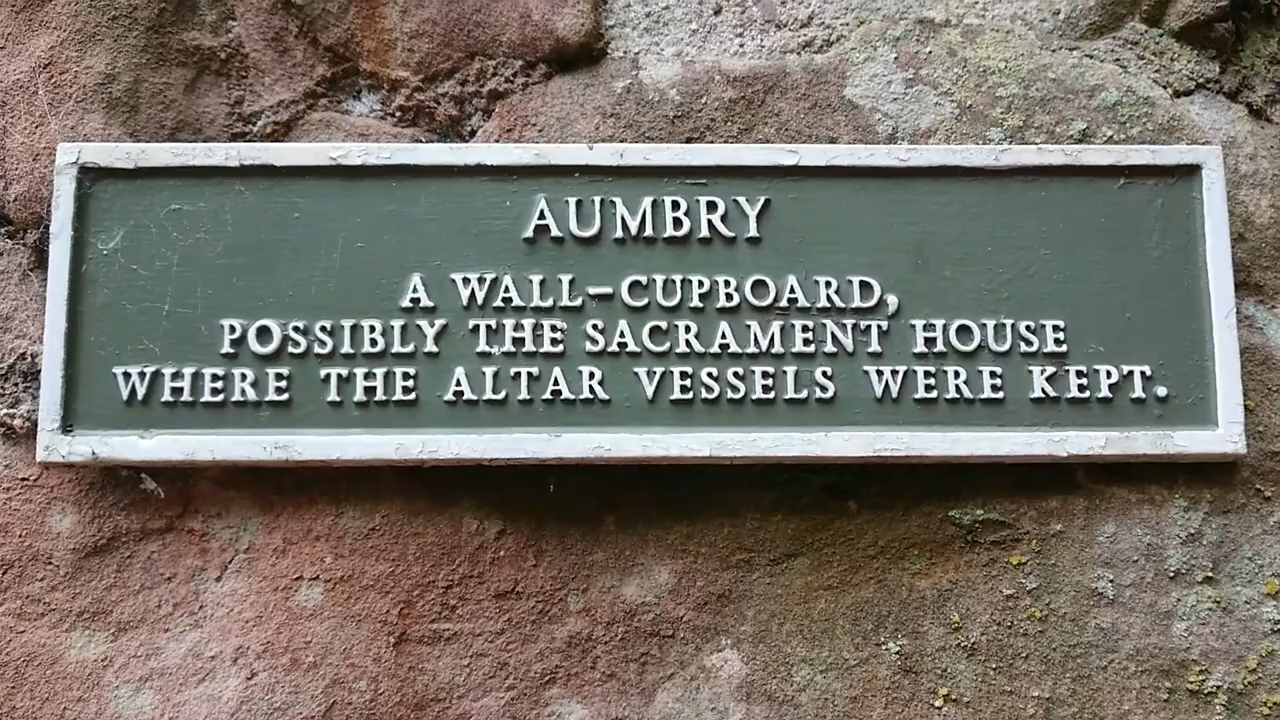 AUMBRY
A WALL-CUPBOARD,
POSSIBLY THE SACRAMENT HOUSE
WHERE THE ALTAR VESSELS WERE KEPT.